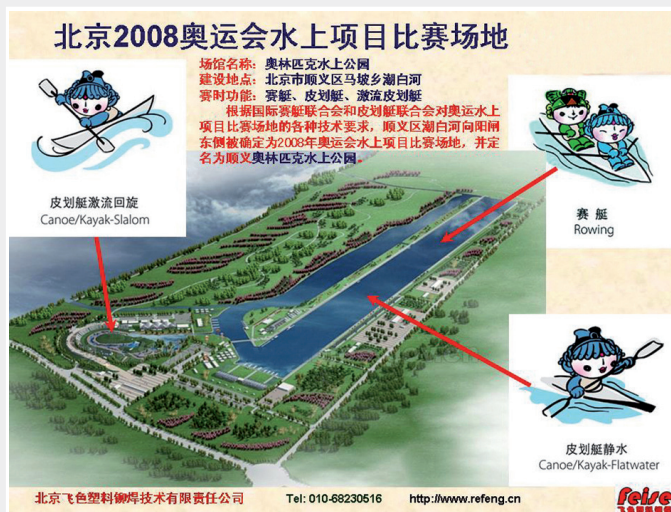 北京2008奥运会水上项目比赛场地
场馆名称：奥林匹克水上公园
建设地点：北京市顺义区马坡乡潮白河
赛时功能：赛艇、皮划艇、激流皮划艇
根据国际赛艇联合会和皮划艇联合会对奥运水上
项目比赛场地的各种技术要求，顺义区潮白河向阳闸
东侧被确定为2008年奥运会水上项目比赛场地，并定
名为顺义奥林匹克水上公园。
皮划艇激流回旋
Canoe/Kayak-Slalom
赛 艇
Rowing
皮划艇静水
Canoe/Kayak-Flatwater
北京飞色塑料铆焊技术有限责任公司 Tel: 010-68230516 http://www.refeng.cn
Feise